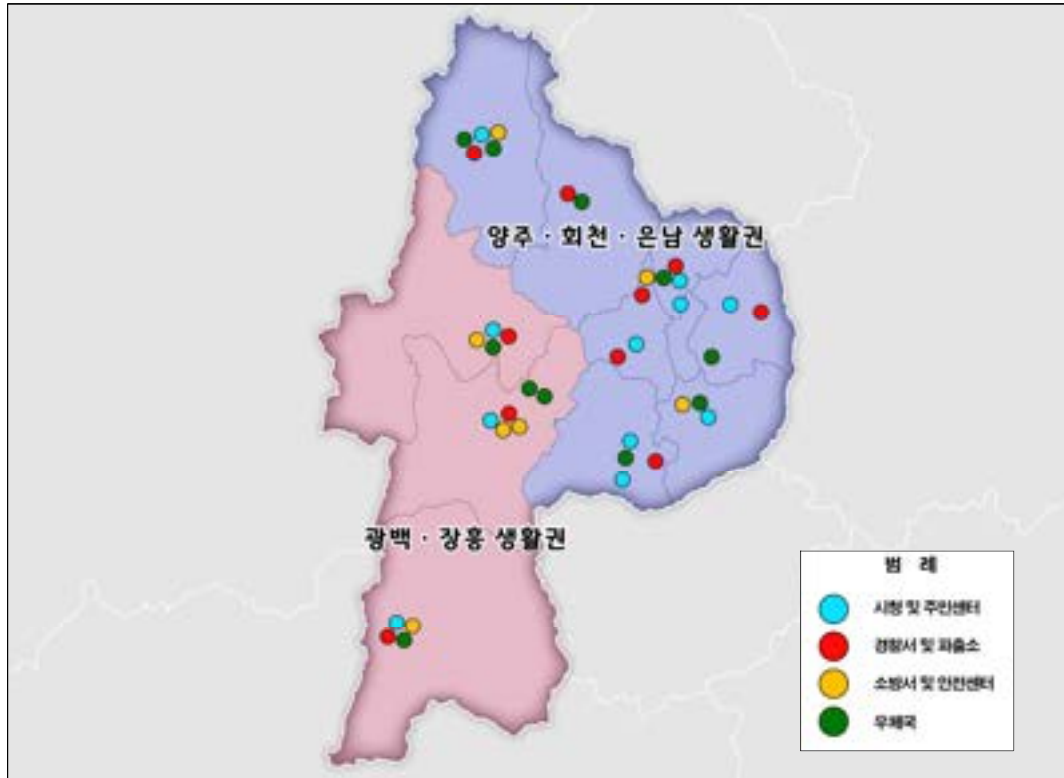 양주 · 회천 · 은남 생활권
광백 · 장흥 생활권
범 례
시청 및 주민센터
경찰서 및 파출소
소방서 및 안전센터
우체국